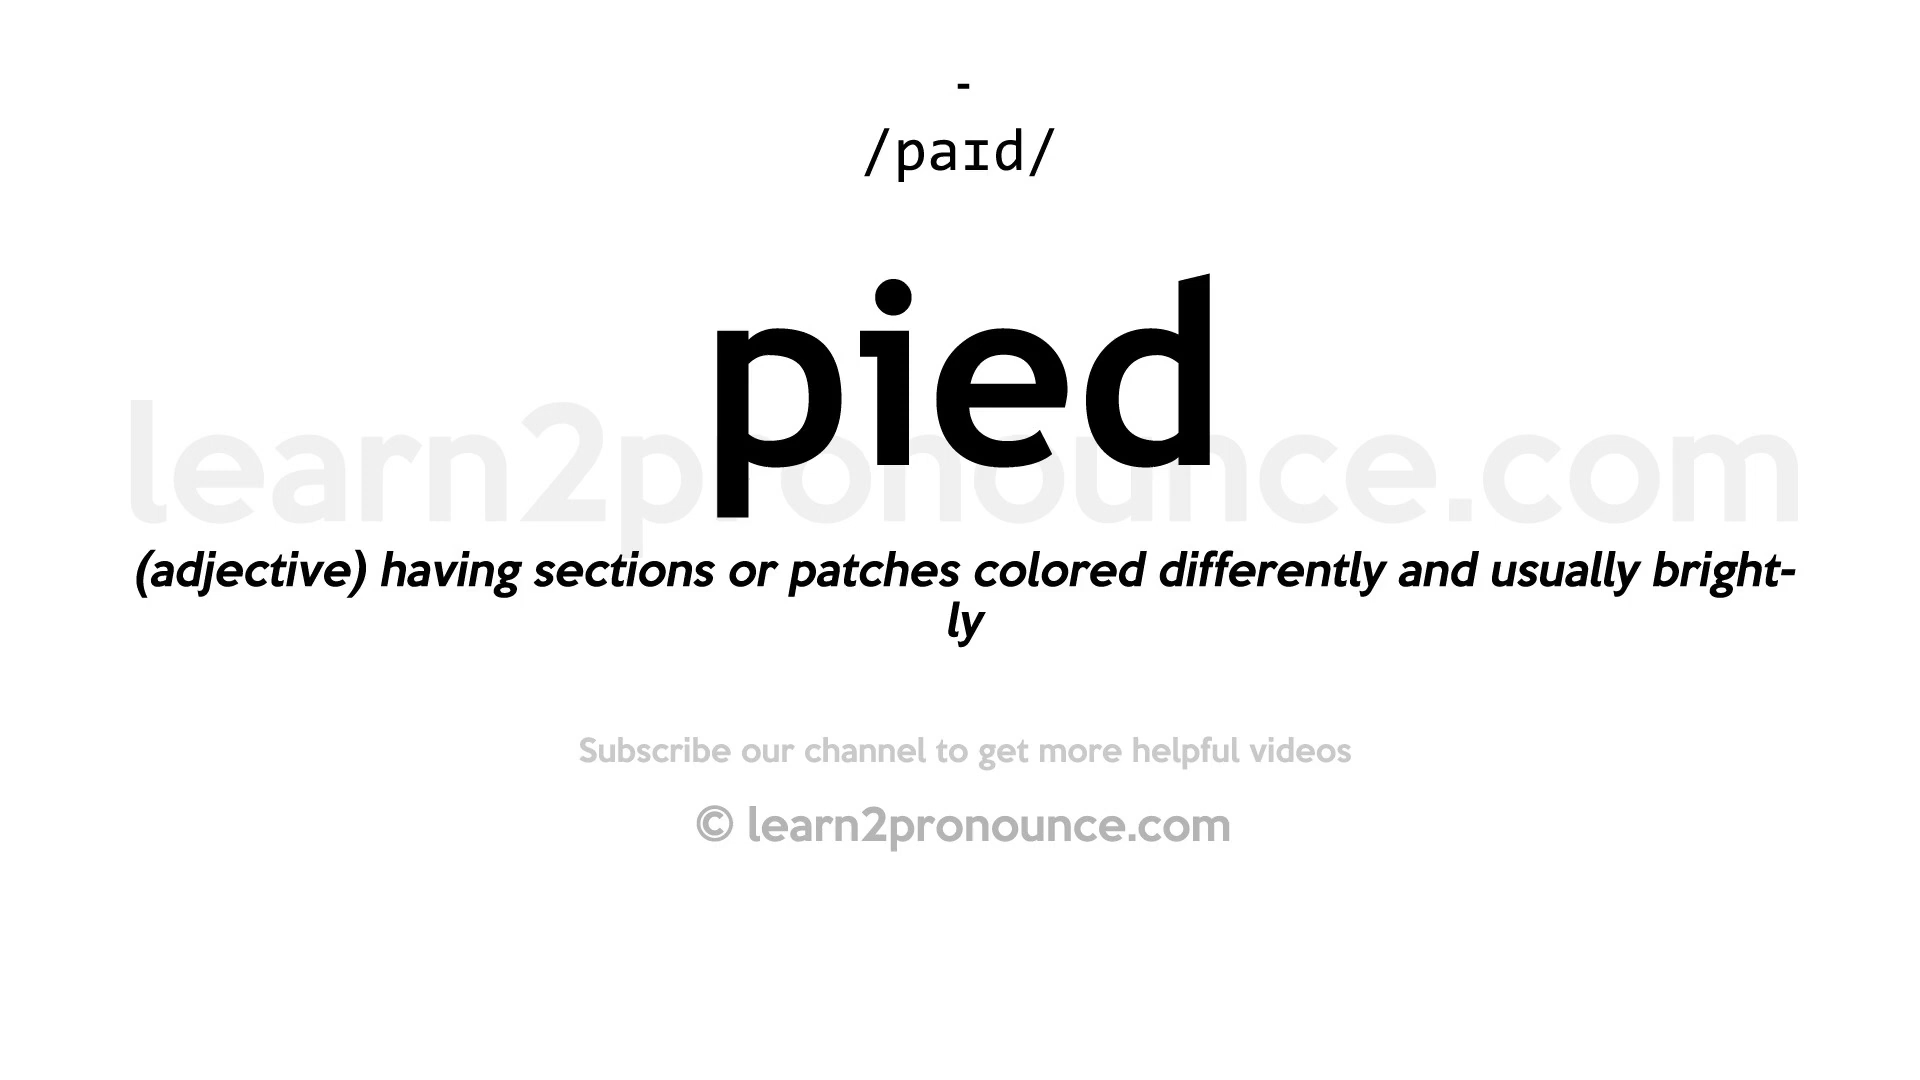 -
/paɪd/
pied
learn2pronounce.com
(adjective) having sections or patches colored differently and usually bright-
ly
Subscribe our channel to get more helpful videos
© learn2pronounce.com